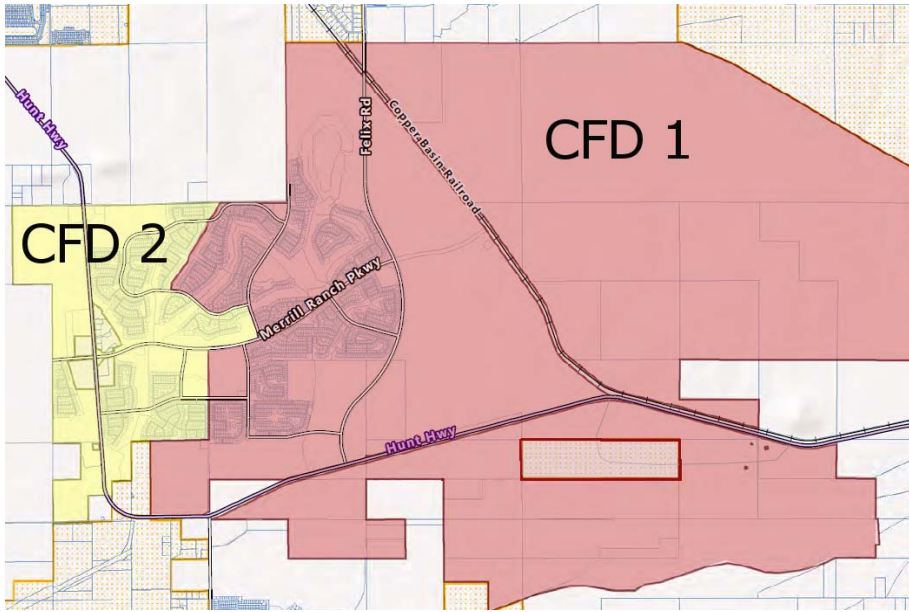 Hunt Hwy
Felix Rd
Copper Basin Railroad
CFD 1
CFD 2
Merrill Ranch Pkwy
Hunt Hwy